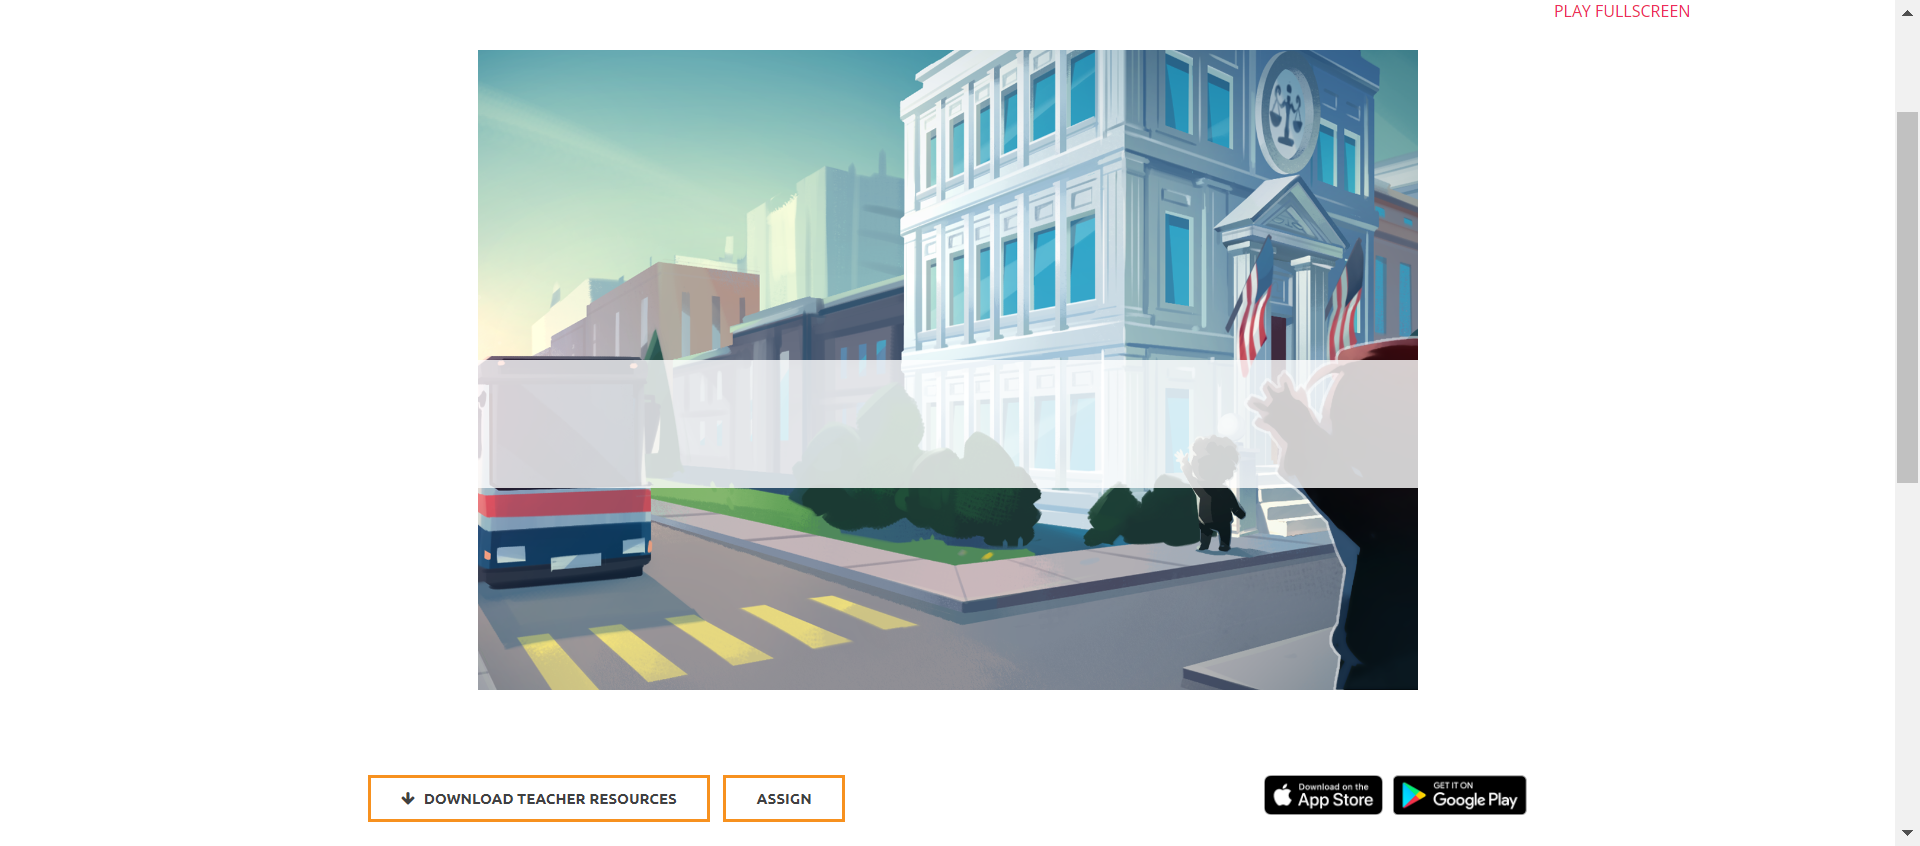 PLAY FULLSCREEN
DOWNLOAD TEACHER RESOURCES
ASSIGN
Download on the
App Store
GET IT ON
Google Play